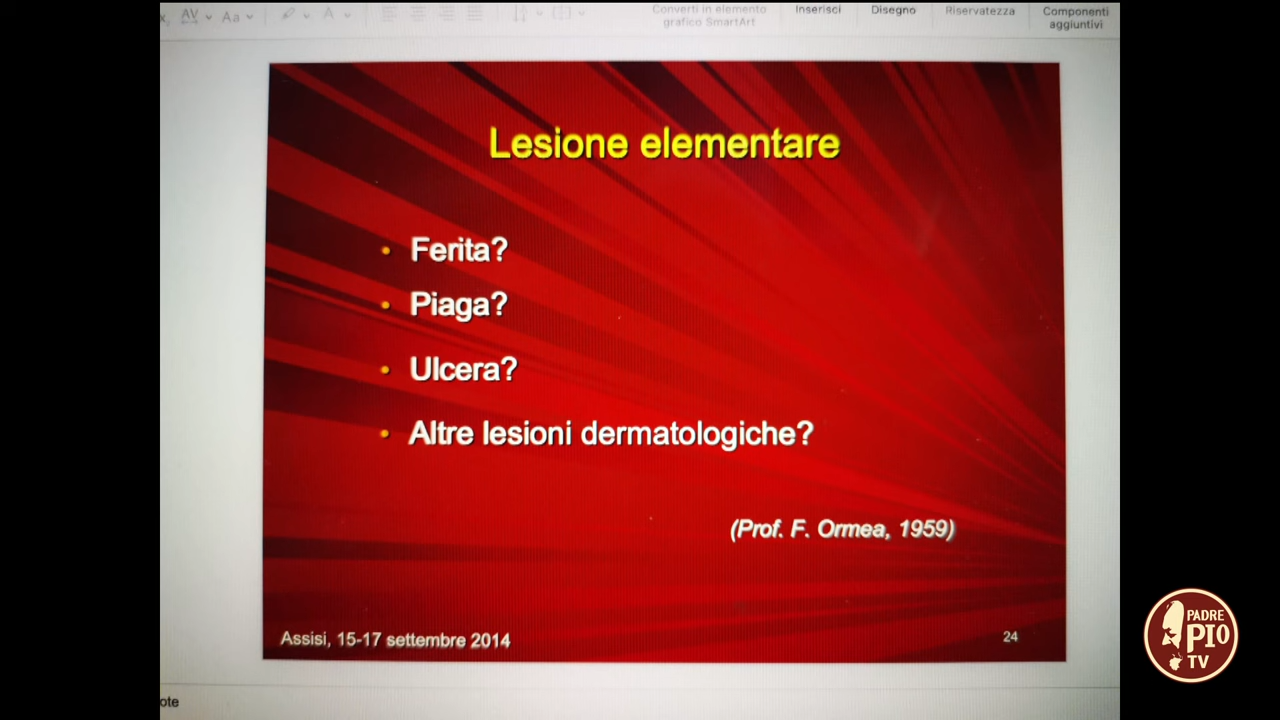 AV
Aa
A
Converti in elemento
grafico SmartArt
Inserisci
Disegno
Riservatezza
Componenti
aggiuntivi
Lesione elementare
• Ferita?
• Piaga?
• Ulcera?
• Altre lesioni dermatologiche?
(Prof. F. Ormea, 1959)
Assisi, 15-17 settembre 2014
24
PADRE
PIO
TV